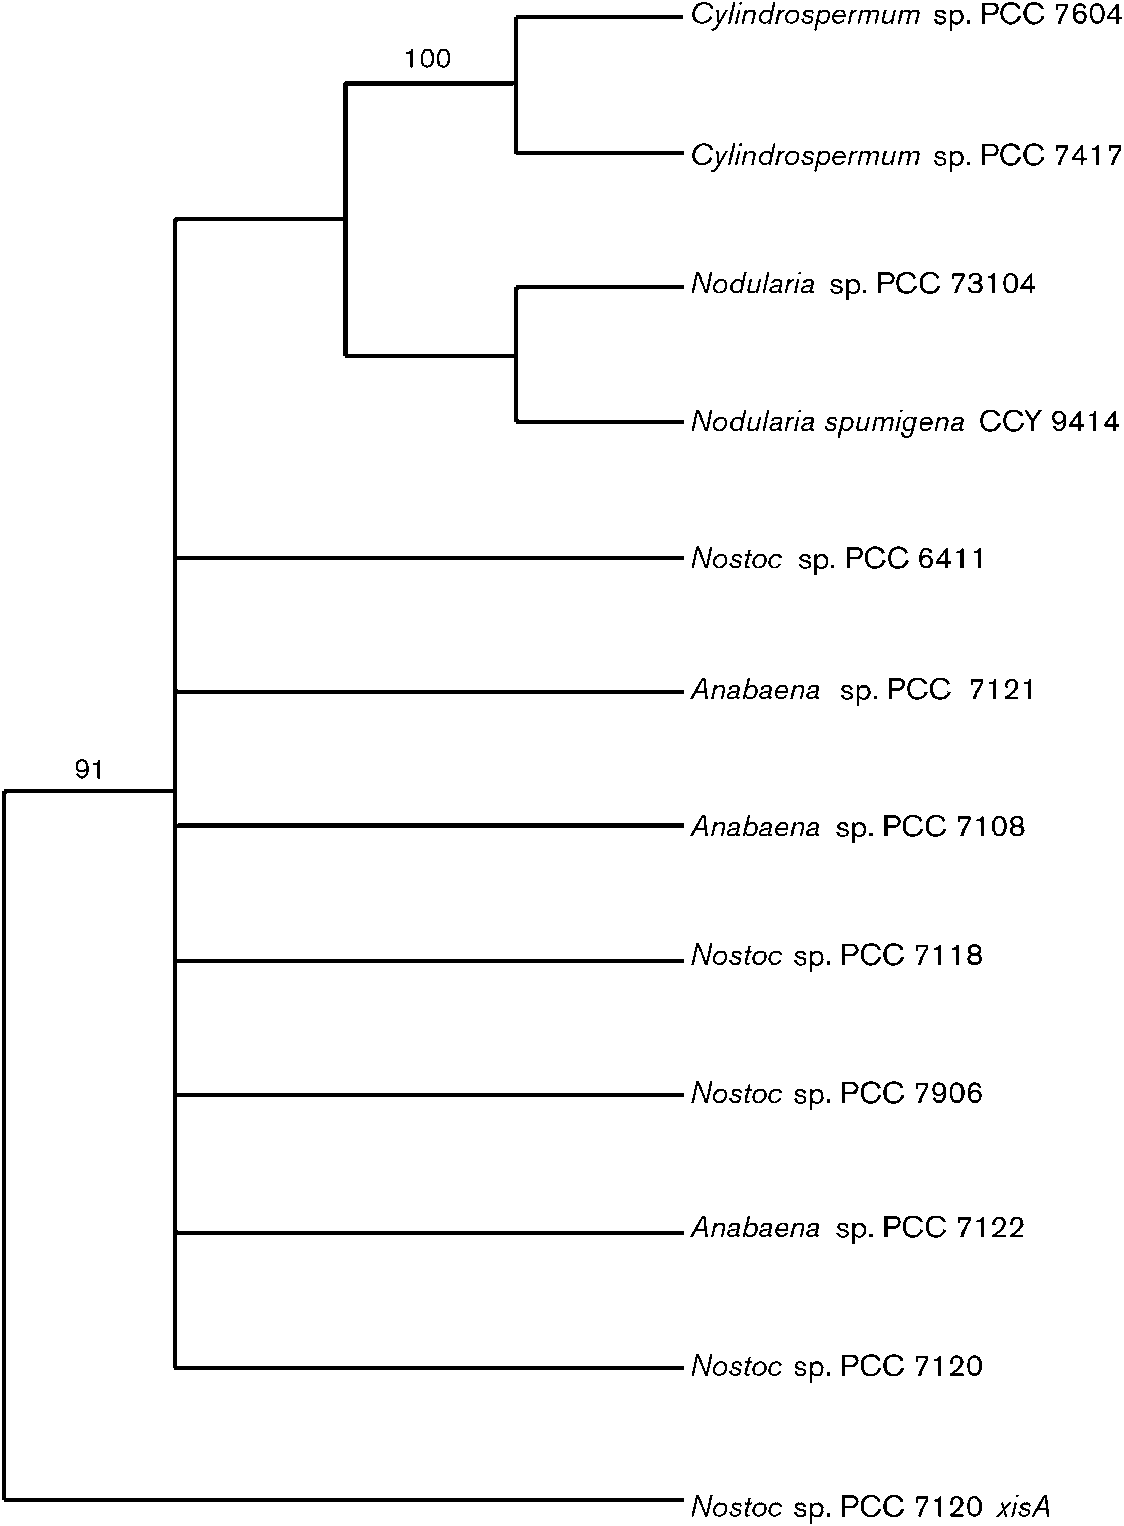 Cylindrospermum sp. PCC 7604
100
Cylindrospermum sp. PCC 7417
Nodularia sp. PCC 73104
Nodularia spumigena CCY 9414
Nostoc sp. PCC 6411
Anabaena sp. PCC 7121
91
Anabaena sp. PCC 7108
Nostoc sp. PCC 7118
Nostoc sp. PCC 7906
Anabaena sp. PCC 7122
Nostoc sp. PCC 7120
Nostoc sp. PCC 7120 xisA